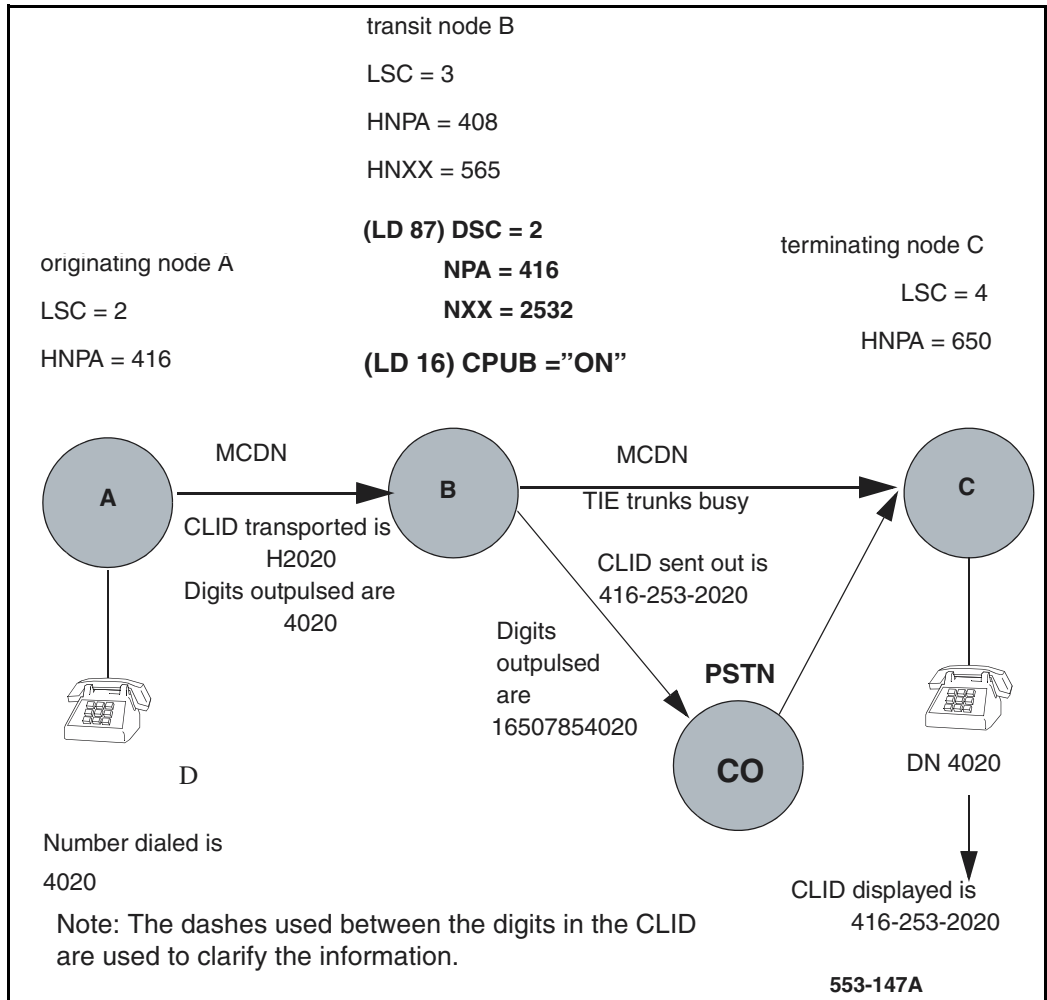 transit node B
LSC = 3
HNPA = 408
HNXX = 565
(LD 87) DSC = 2
NPA = 416
NXX = 2532
(LD 16) CPUB =”ON”
originating node A
LSC = 2
HNPA = 416
terminating node C
LSC = 4
HNPA = 650
A
MCDN
CLID transported is
H2020
Digits outpulsed are
4020
B
MCDN
TIE trunks busy
C
CLID sent out is
416-253-2020
Digits
outpulsed
are
16507854020
PSTN
CO
D
DN 4020
Number dialed is
4020
CLID displayed is
416-253-2020
Note: The dashes used between the digits in the CLID
are used to clarify the information.
553-147A